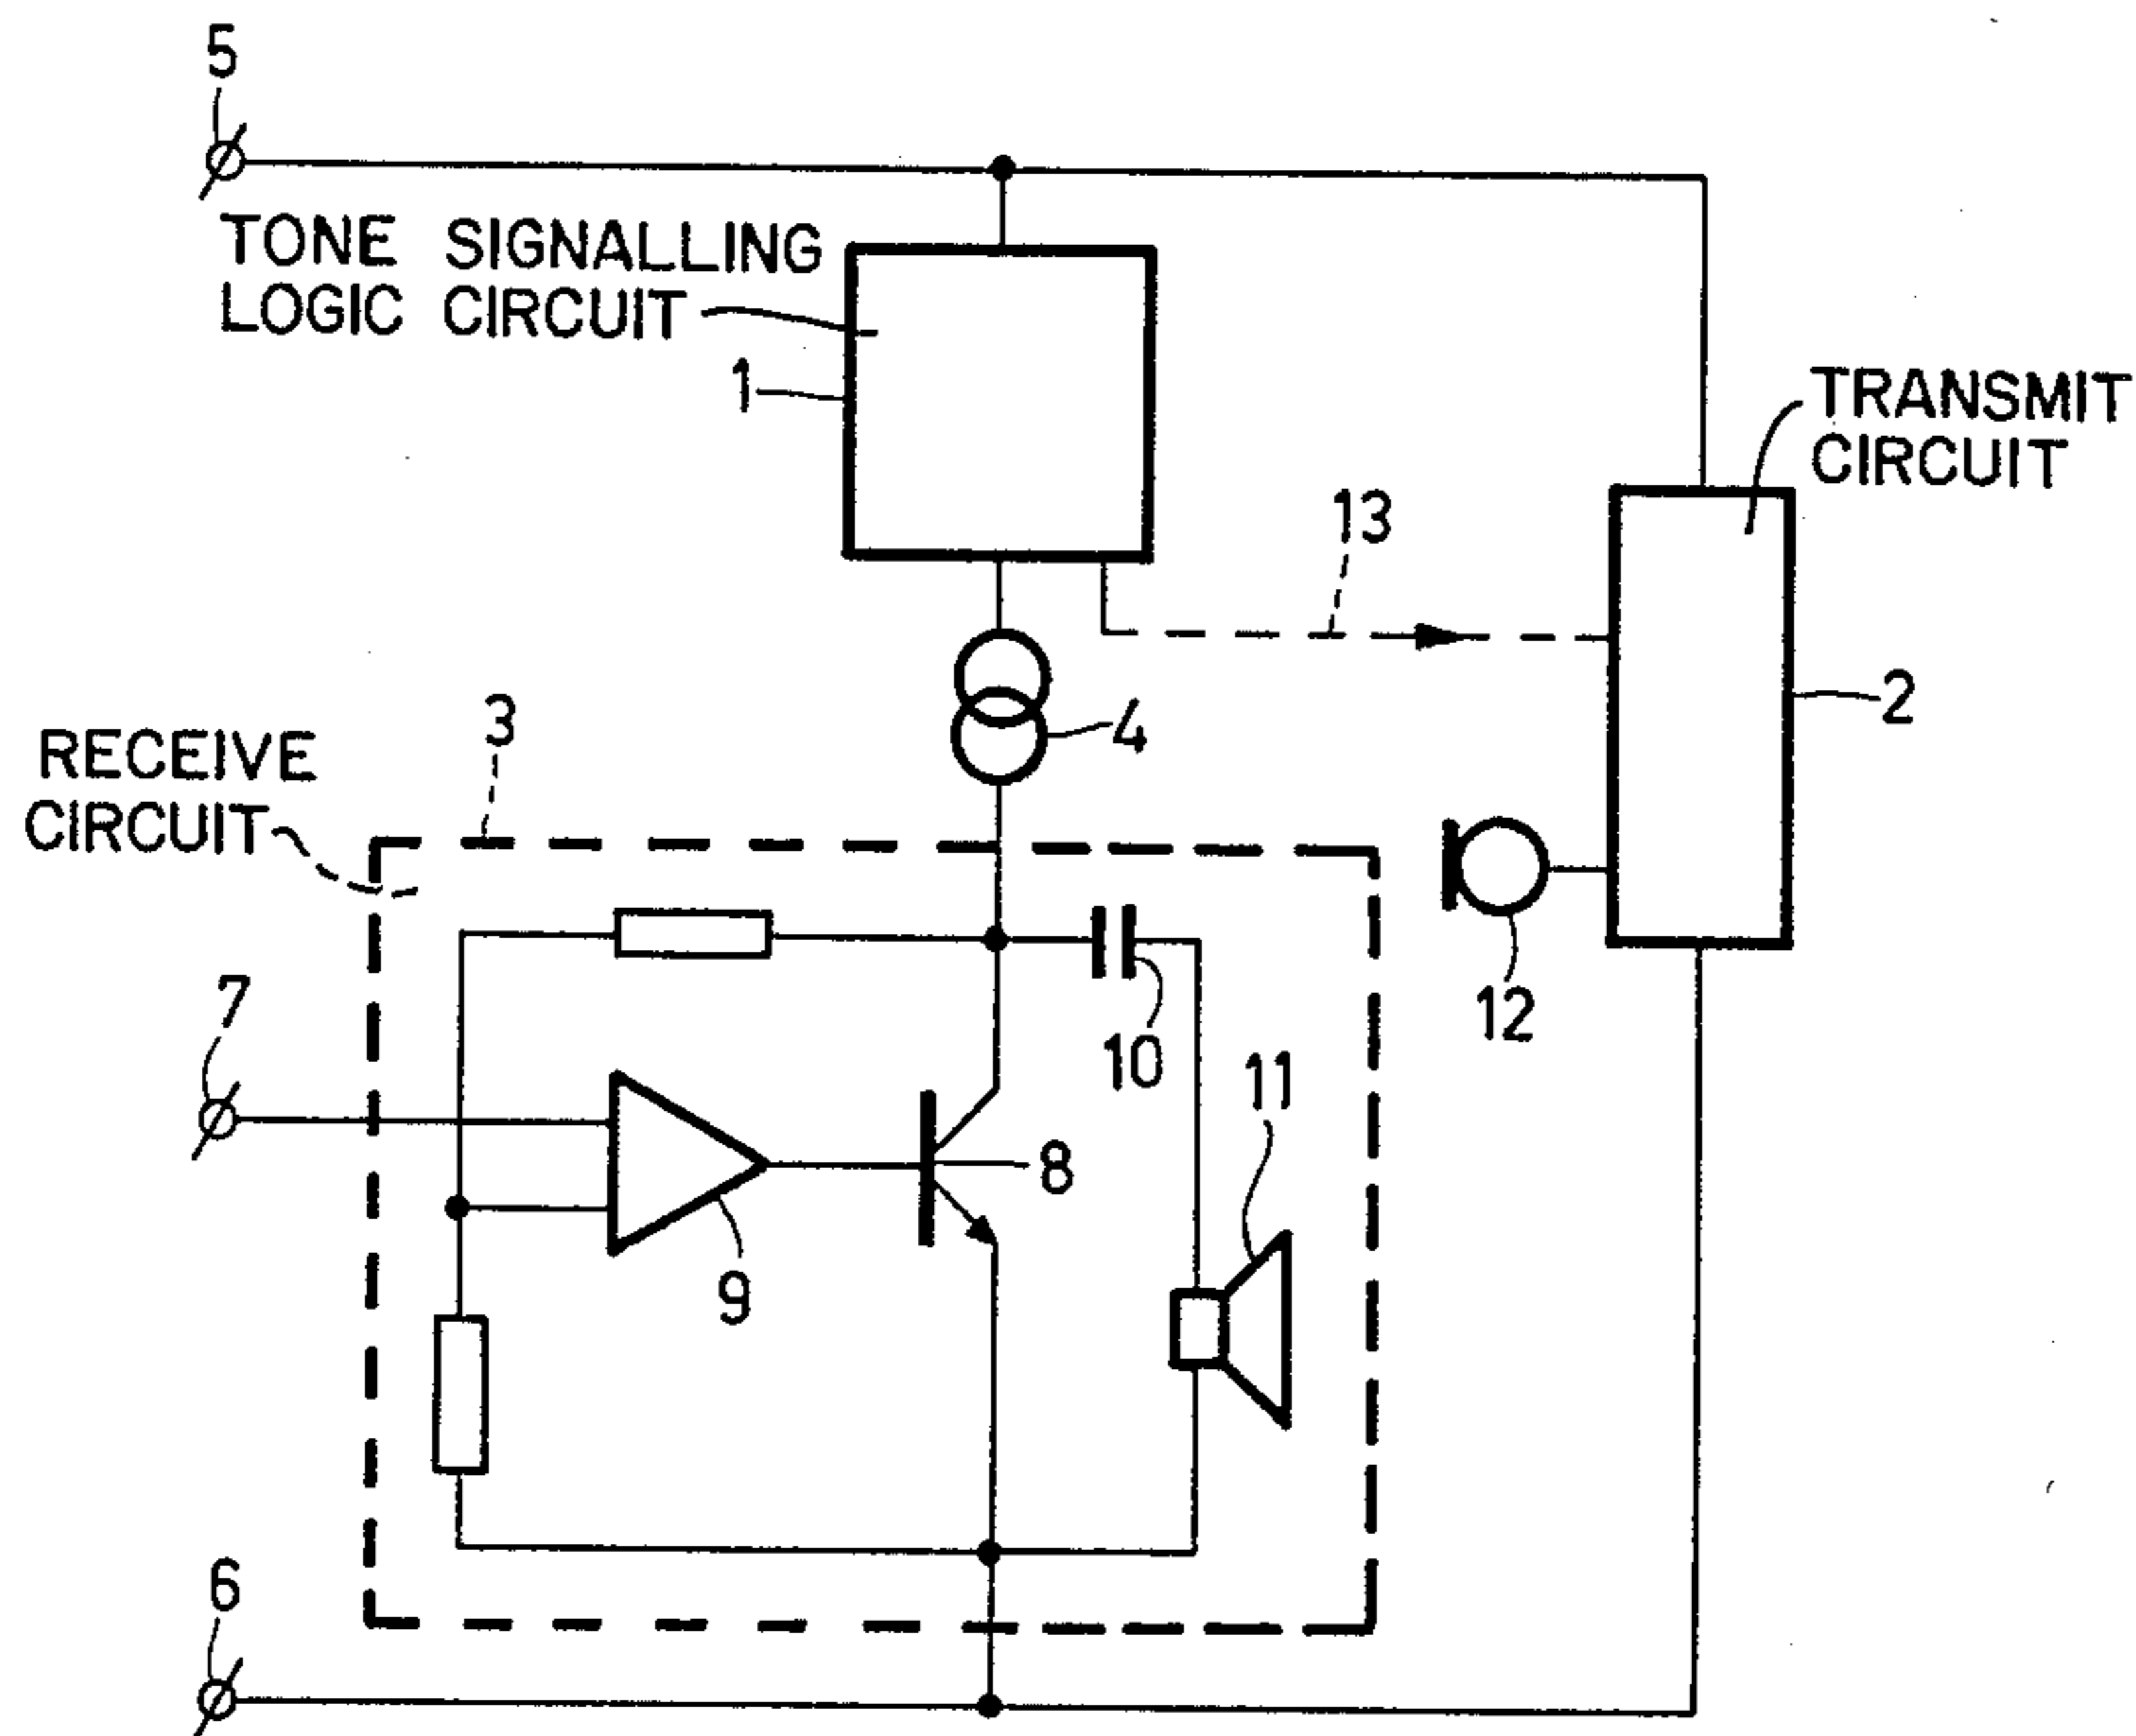 5
TONE SIGNALLING
LOGIC CIRCUIT
1
TRANSMIT
CIRCUIT
13
2
3
4
RECEIVE
CIRCUIT
7
10
12
11
8
9
6